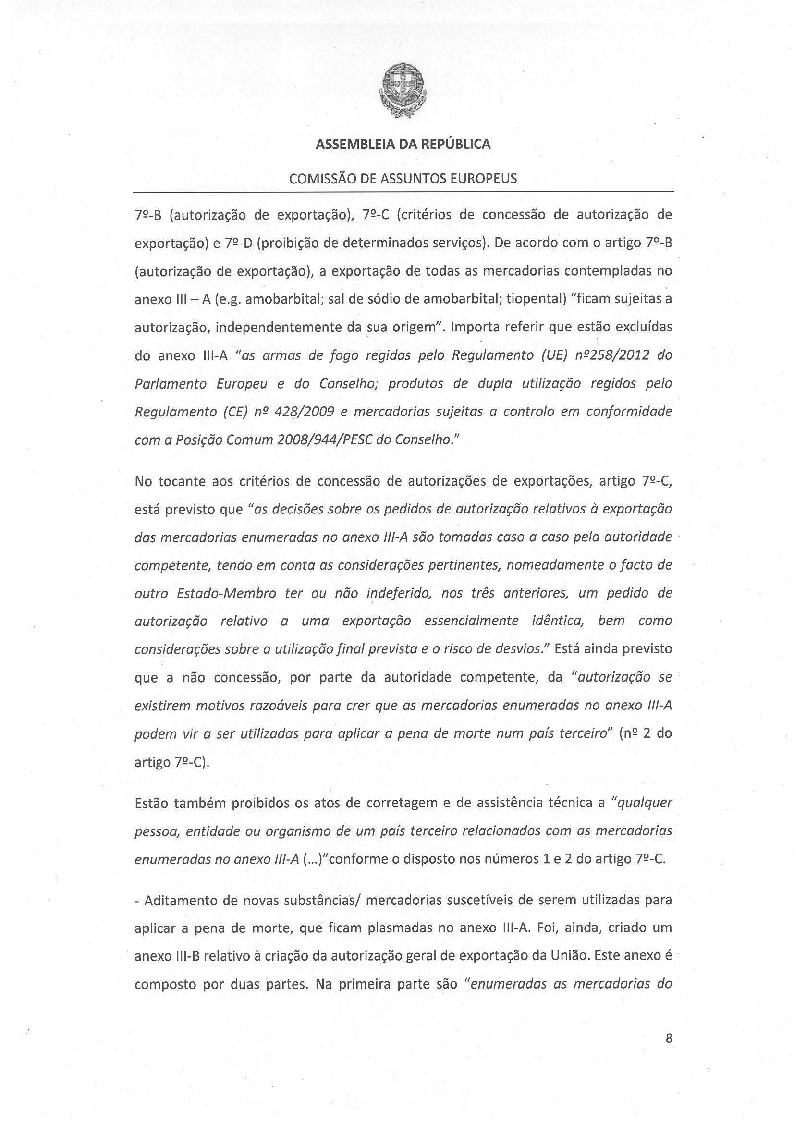 ASSEMBLEIA DA REPÚBLICA
COMISSÃO DE ASSUNTOS EUROPEUS
7º-B (autorização de exportação), 7º-C (critérios de concessão de autorização de
exportação) e 7º D (proibição de determinados serviços). De acordo com o artigo 7º-B
(autorização de exportação), a exportação de todas as mercadorias contempladas no
anexo III – A (e.g. amobarbital; sal de sódio de amobarbital; tiopental) "ficam sujeitas a
autorização, independentemente da sua origem". Importa referir que estão excluídas
do anexo III-A "as armas de fogo regidas pelo Regulamento (UE) nº258/2012 do
Parlamento Europeu e do Conselho; produtos de dupla utilização regidos pelo
Regulamento (CE) nº 428/2009 e mercadorias sujeitas a controlo em conformidade
com a Posição Comum 2008/944/PESC do Conselho."
No tocante aos critérios de concessão de autorizações de exportações, artigo 7º-C,
está previsto que "as decisões sobre os pedidos de autorização relativos à exportação
das mercadorias enumeradas no anexo III-A são tomadas caso a caso pela autoridade
competente, tendo em conta as considerações pertinentes, nomeadamente o facto de
outro Estado-Membro ter ou não indeferido, nos três anteriores, um pedido de
autorização relativo a uma exportação essencialmente idêntica, bem como
considerações sobre a utilização final prevista e o risco de desvios." Está ainda previsto
que a não concessão, por parte da autoridade competente, da "autorização se
existirem motivos razoáveis para crer que as mercadorias enumeradas no anexo III-A
podem vir a ser utilizadas para aplicar a pena de morte num país terceiro" (nº 2 do
artigo 7º-C).
Estão também proibidos os atos de corretagem e de assistência técnica a "qualquer
pessoa, entidade ou organismo de um país terceiro relacionados com as mercadorias
enumeradas no anexo III-A (...)"conforme o disposto nos números 1 e 2 do artigo 7º-C.
- Aditamento de novas substâncias/ mercadorias suscetíveis de serem utilizadas para
aplicar a pena de morte, que ficam plasmadas no anexo III-A. Foi, ainda, criado um
anexo III-B relativo à criação da autorização geral de exportação da União. Este anexo é
composto por duas partes. Na primeira parte são "enumeradas as mercadorias do
8